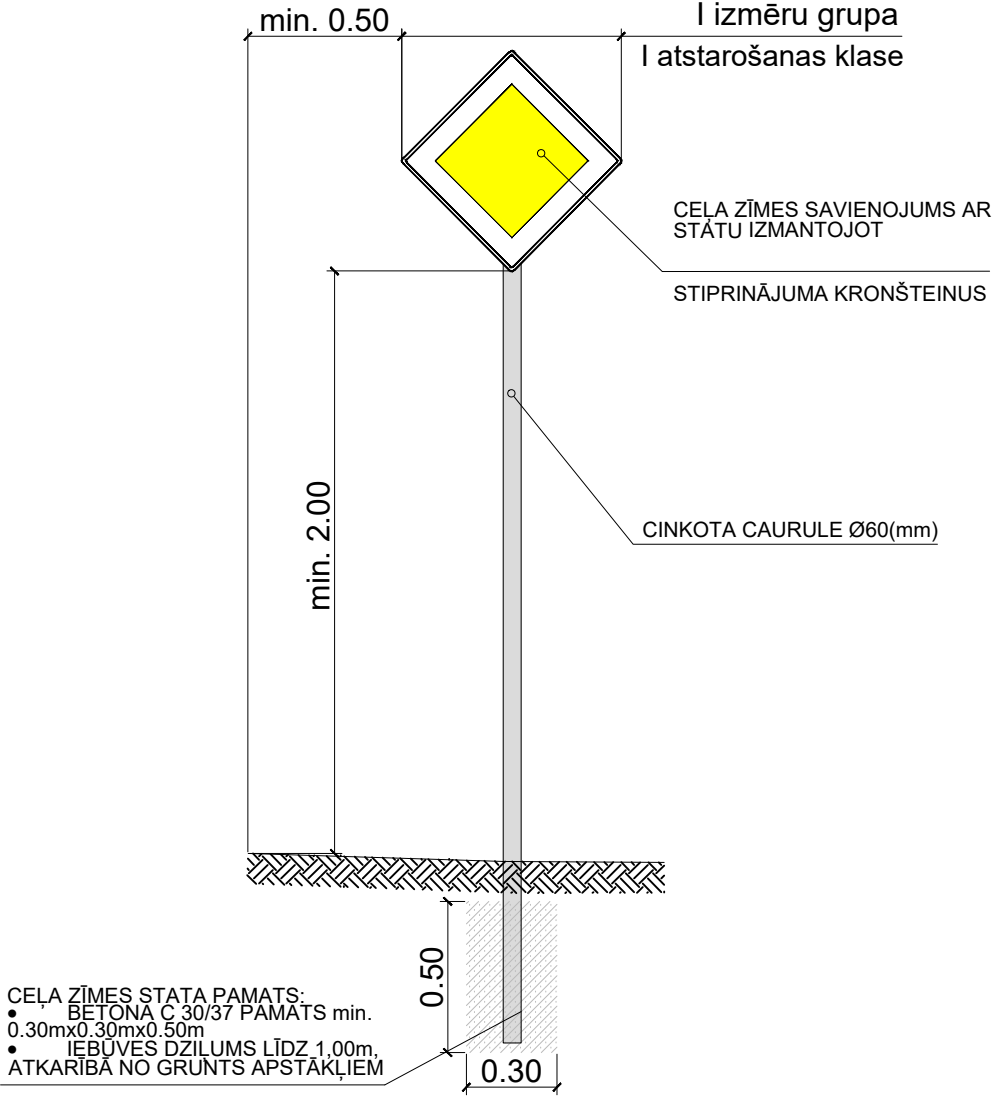 min. 0.50
I izmēru grupa
I atstarošanas klase
CEĻA ZĪMES SAVIENOJUMS AR
STATU IZMANTOJOT
STIPRINĀJUMA KRONŠTEINUS
min. 2.00
CINKOTA CAURULE Ø60(mm)
0.50
CEĻA ZĪMES STATA PAMATS:
• BETONA C 30/37 PAMATS min.
0.30mx0.30mx0.50m
• IEBŪVES DZIĻUMS LĪDZ 1,00m,
ATKARĪBĀ NO GRUNTS APSTĀKĻIEM
0.30